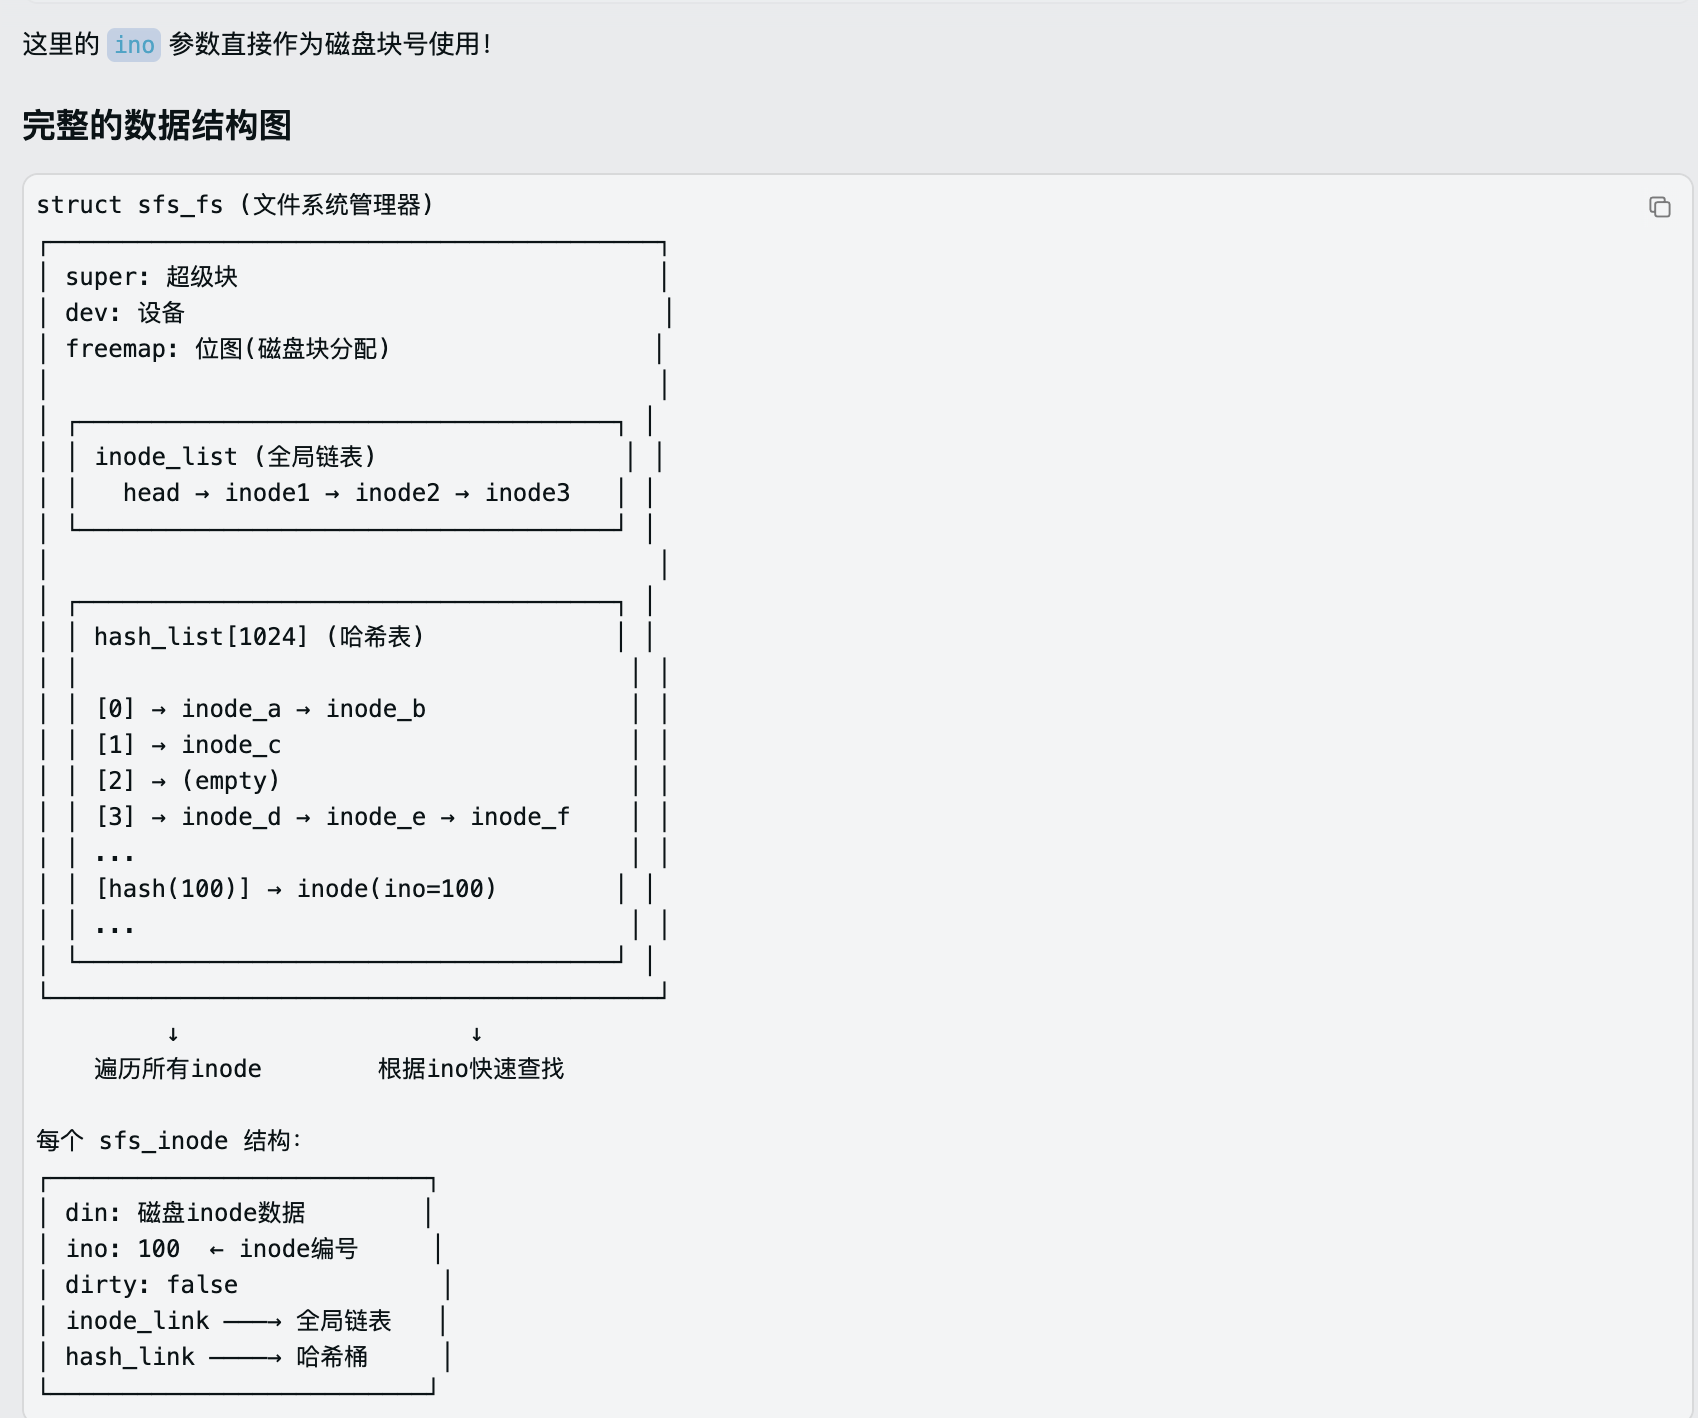 这里的 ino 参数直接作为磁盘块号使用！
完整的数据结构图
struct sfs_fs (文件系统管理器)
super: 超级块
dev: 设备
freemap: 位图(磁盘块分配)
inode_list (全局链表)
head → inode1 → inode2 → inode3
hash_list[1024] (哈希表)
[0] → inode_a → inode_b
[1] → inode_c
[2] → (empty)
[3] → inode_d → inode_e → inode_f
...
[hash(100)] → inode(ino=100)
...
↓ ↓
遍历所有inode 根据ino快速查找
每个 sfs_inode 结构：
din: 磁盘inode数据
ino: 100 ← inode编号
dirty: false
inode_link ───→ 全局链表
hash_link ────→ 哈希桶